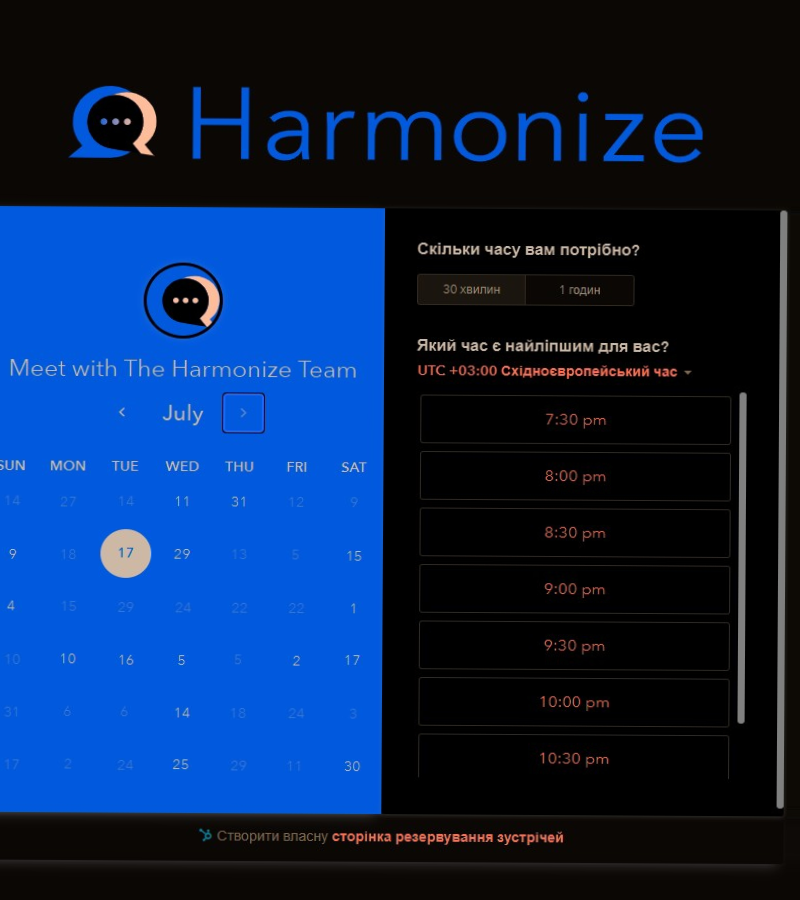 Harmonize
Meet with The Harmonize Team
July
SUN MON TUE WED THU FRI SAT
14 27 14 11 31 12 9
9 18 17 29 13 5 15
4 15 29 24 22 22 1
10 10 16 5 5 2 17
31 6 6 14 18 24 3
17 2 24 25 29 11 30
Скільки часу вам потрібно?
30 хвилин 1 годин
Який час є найліпшим для вас?
UTC +03:00 Східноєвропейський час
7:30 pm
8:00 pm
8:30 pm
9:00 pm
9:30 pm
10:00 pm
10:30 pm
Створити власну сторінка резервування зустрічей